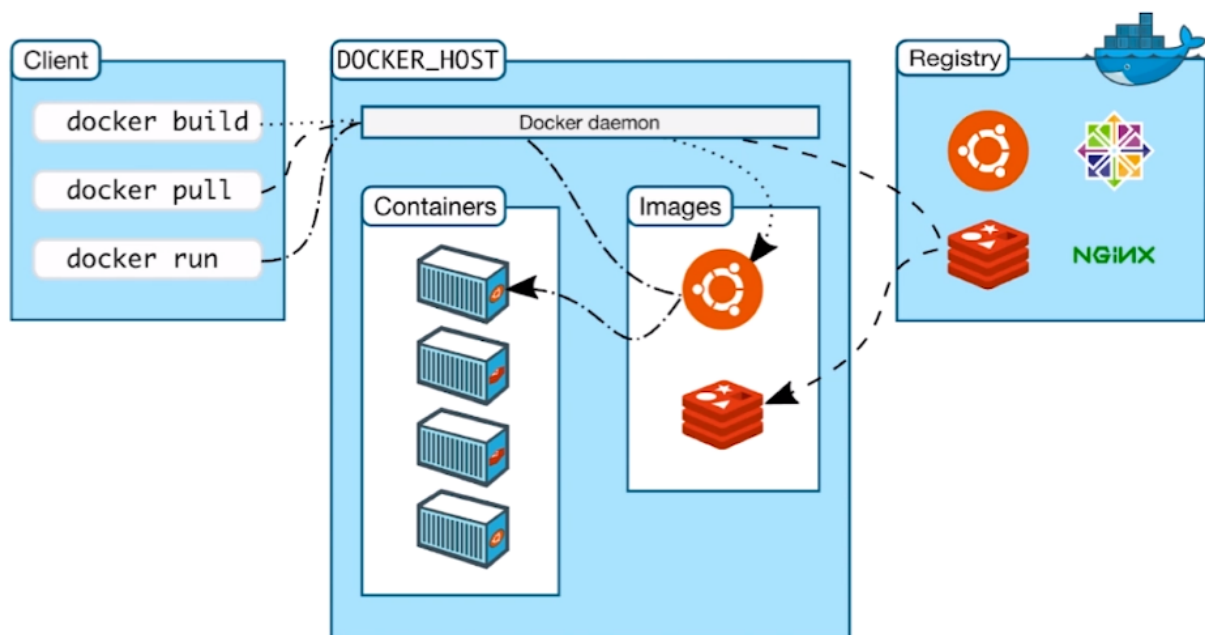 Client
docker build
docker pull
docker run
DOCKER_HOST
Docker daemon
Containers
Images
Registry
NGiNX